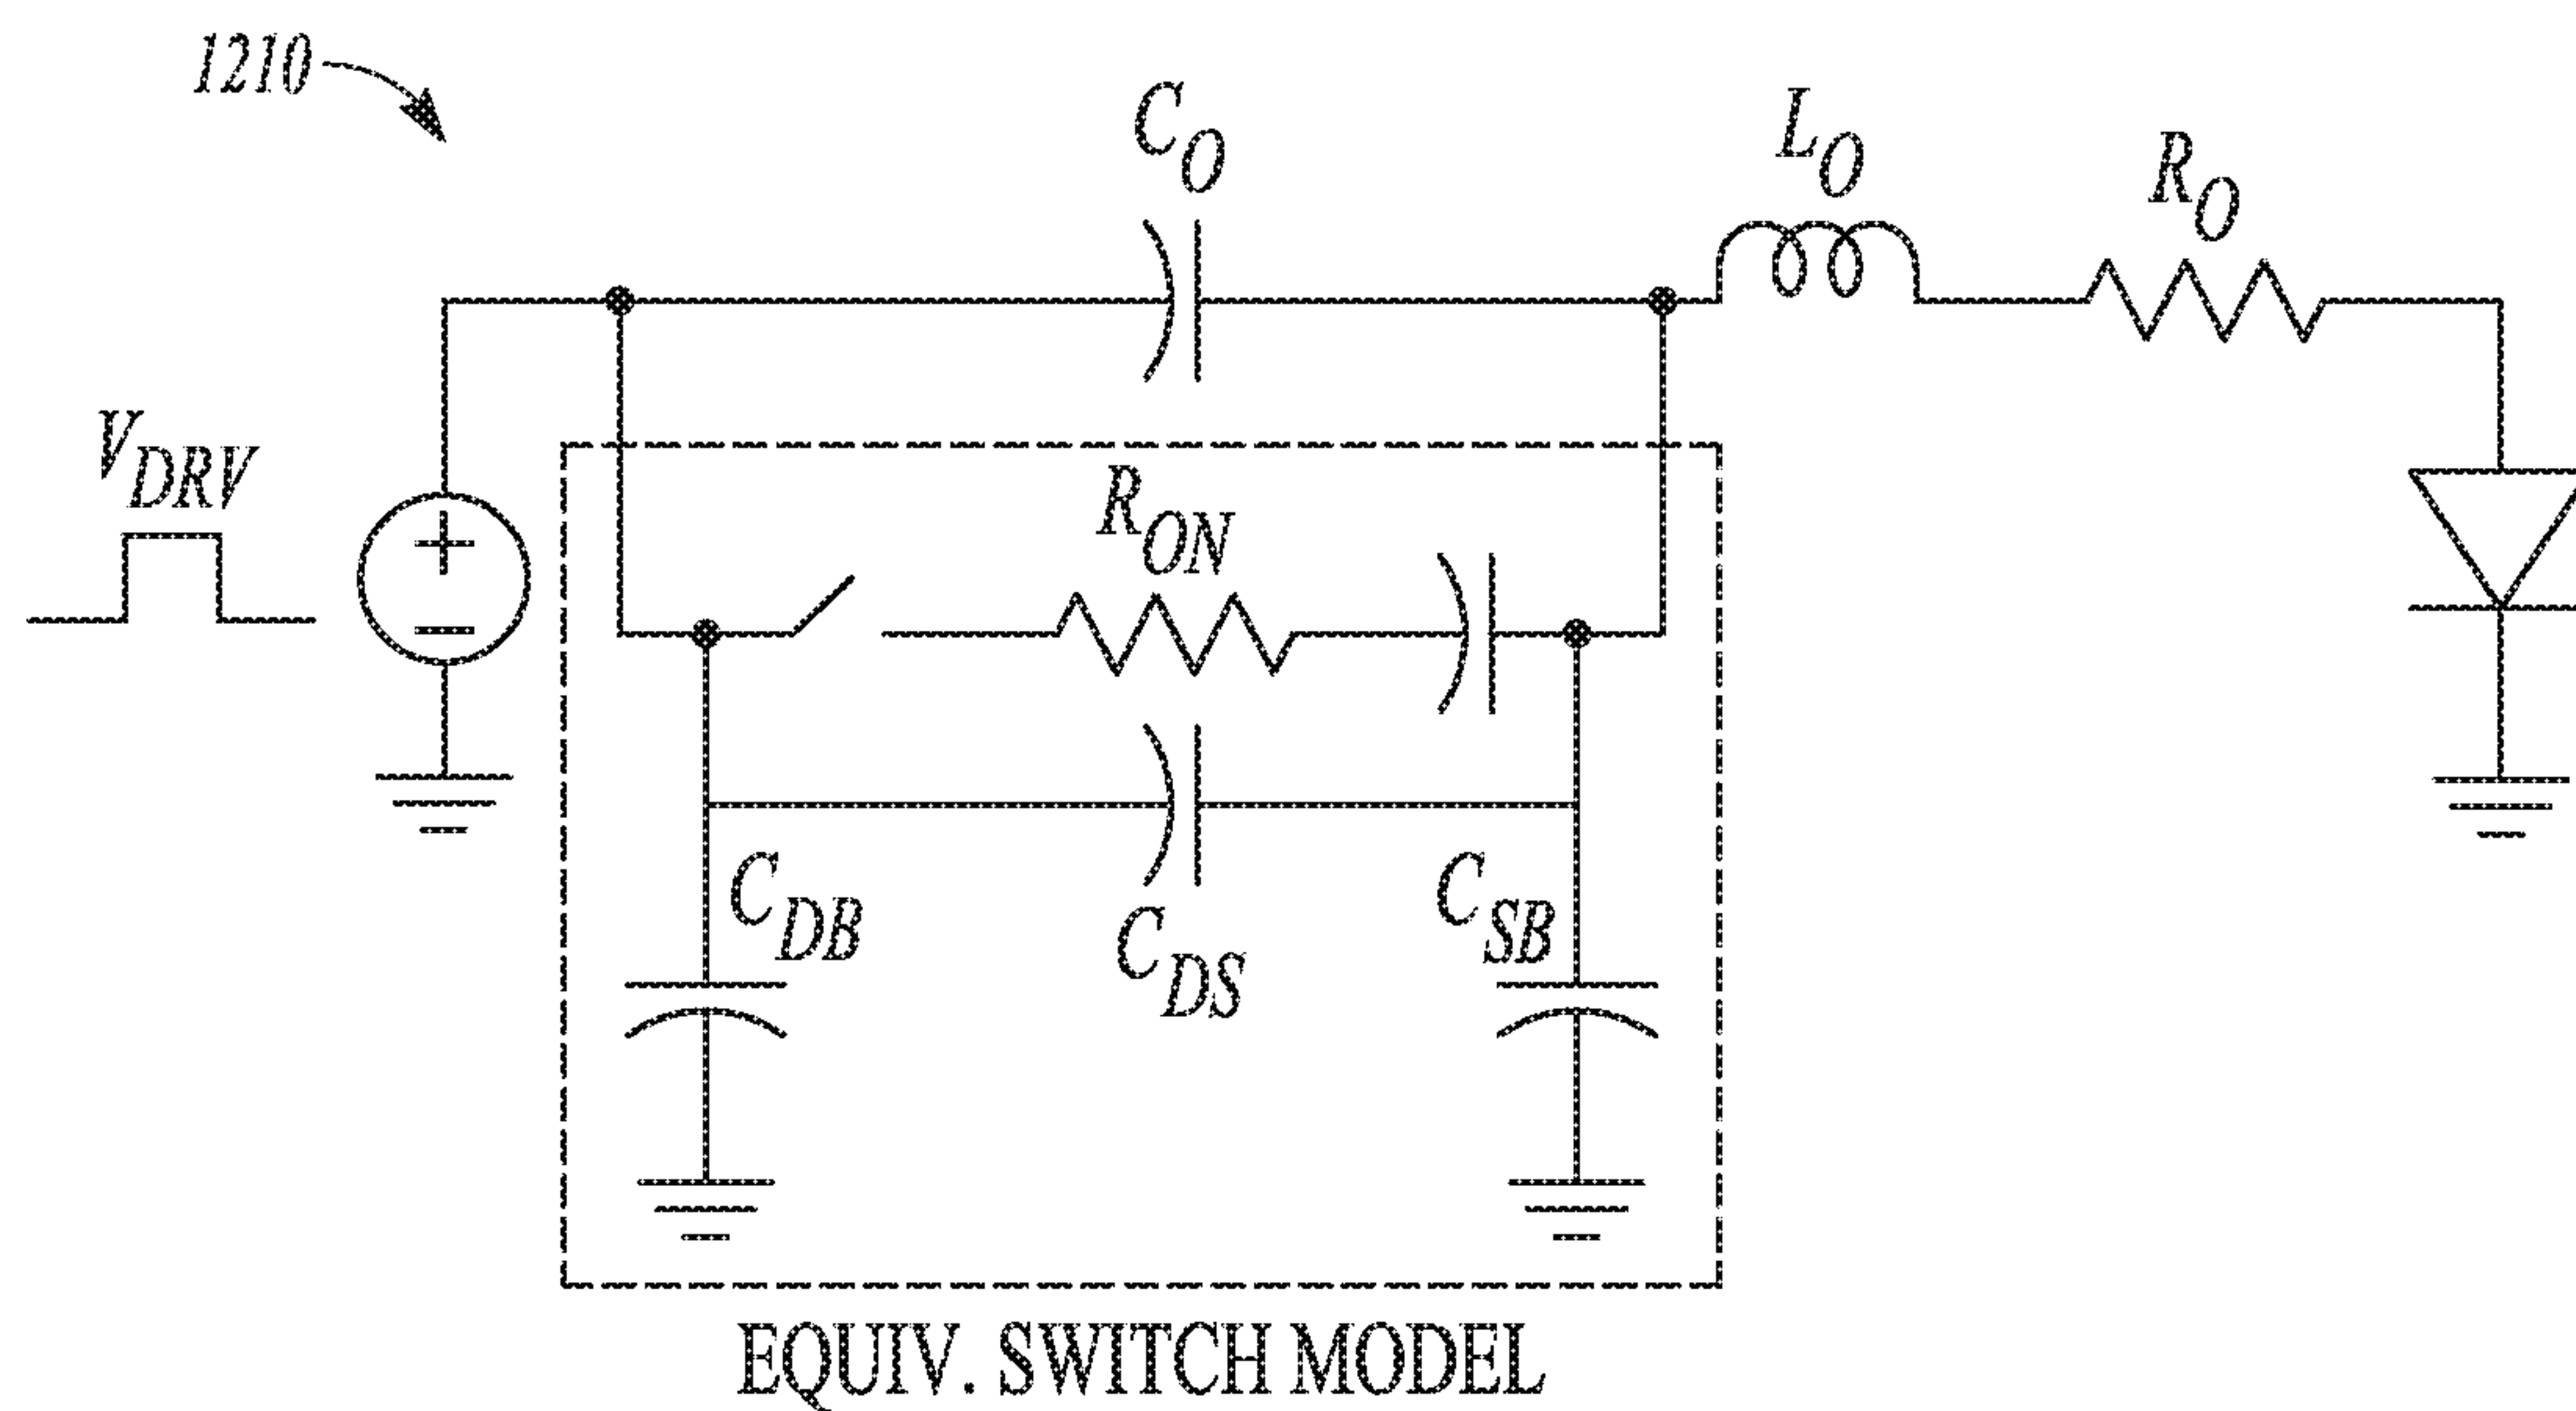 1210
C_O
L_O
R_O
V_DRV
+
−
R_ON
C_DB
C_DS
C_SB
EQUIV. SWITCH MODEL